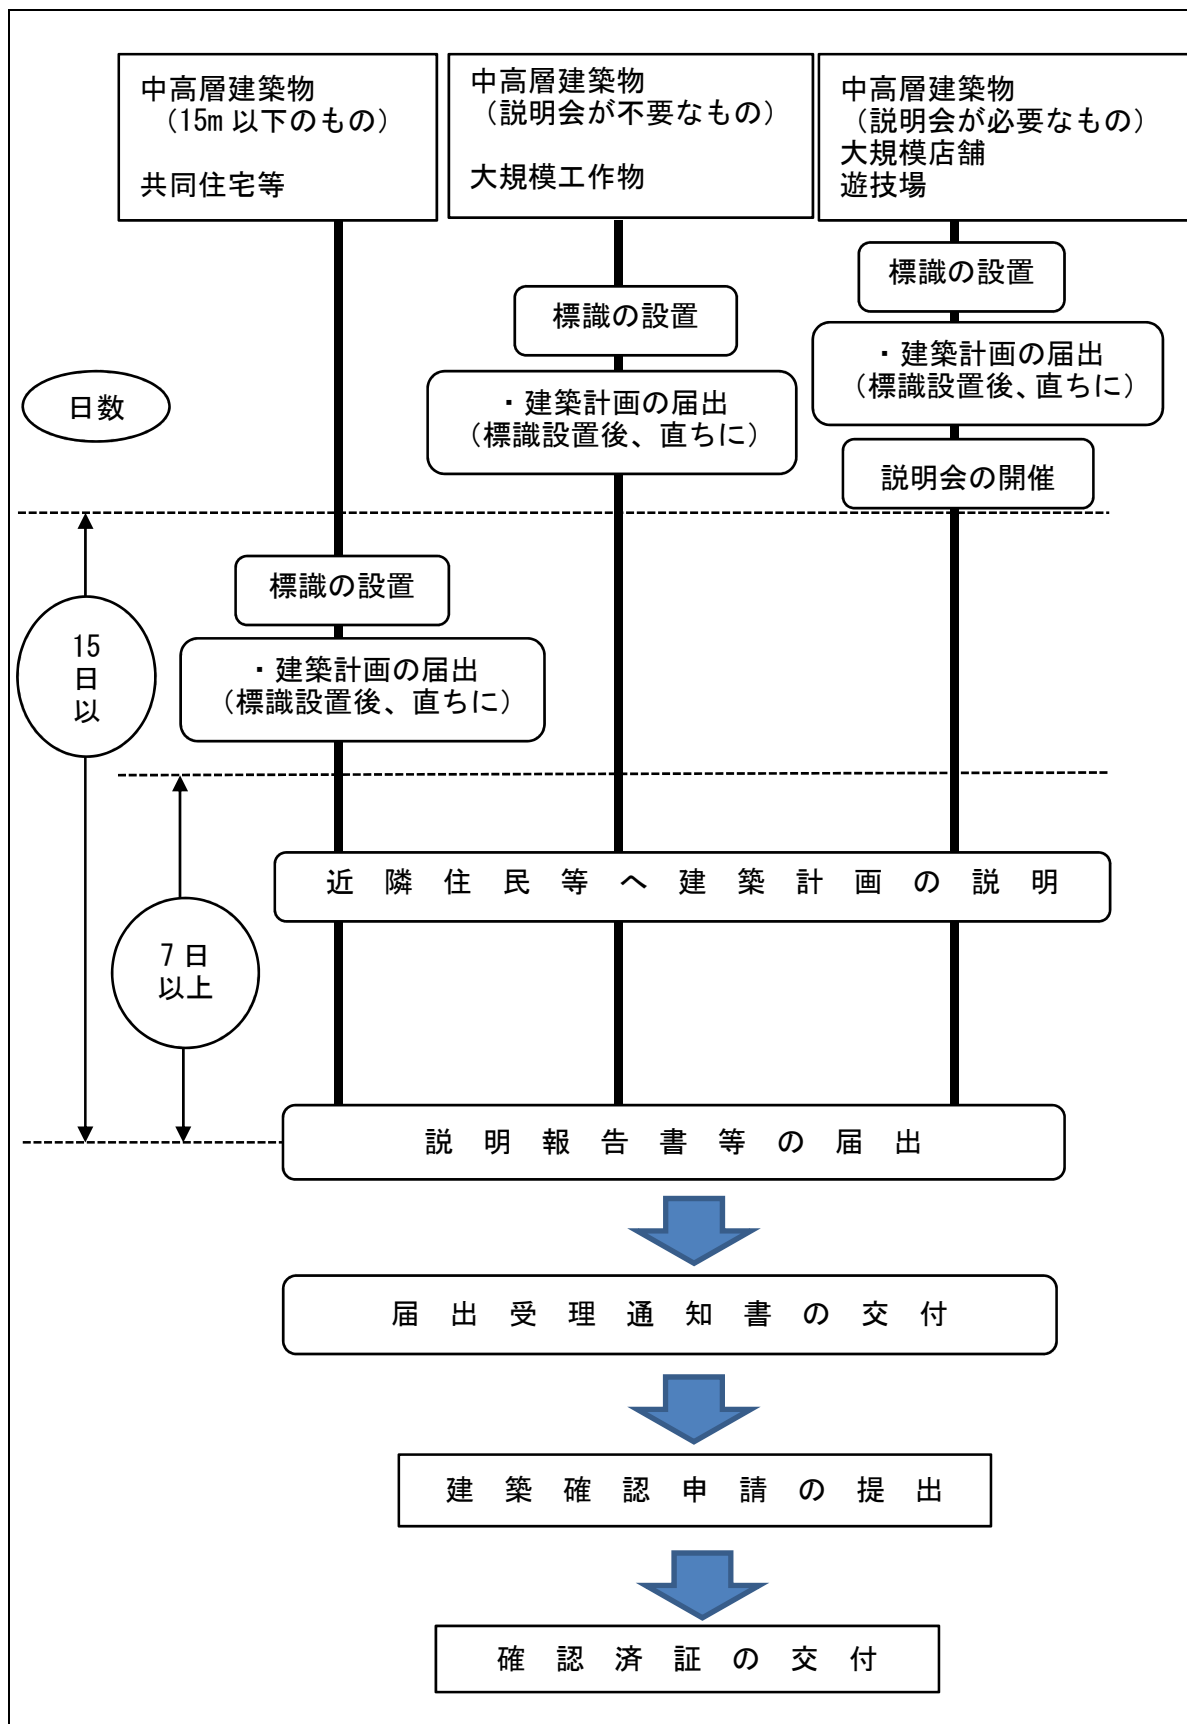 中高層建築物
（15m 以下のもの）
共同住宅等
中高層建築物
（説明会が不要なもの）
大規模工作物
中高層建築物
（説明会が必要なもの）
大規模店舗
遊技場
標識の設置
・建築計画の届出
（標識設置後、直ちに）
説明会の開催
標識の設置
・建築計画の届出
（標識設置後、直ちに）
日数
標識の設置
・建築計画の届出
（標識設置後、直ちに）
15
日
以
近隣住民等へ建築計画の説明
7 日
以上
説明報告書等の届出
届出受理通知書の交付
建築確認申請の提出
確認済証の交付